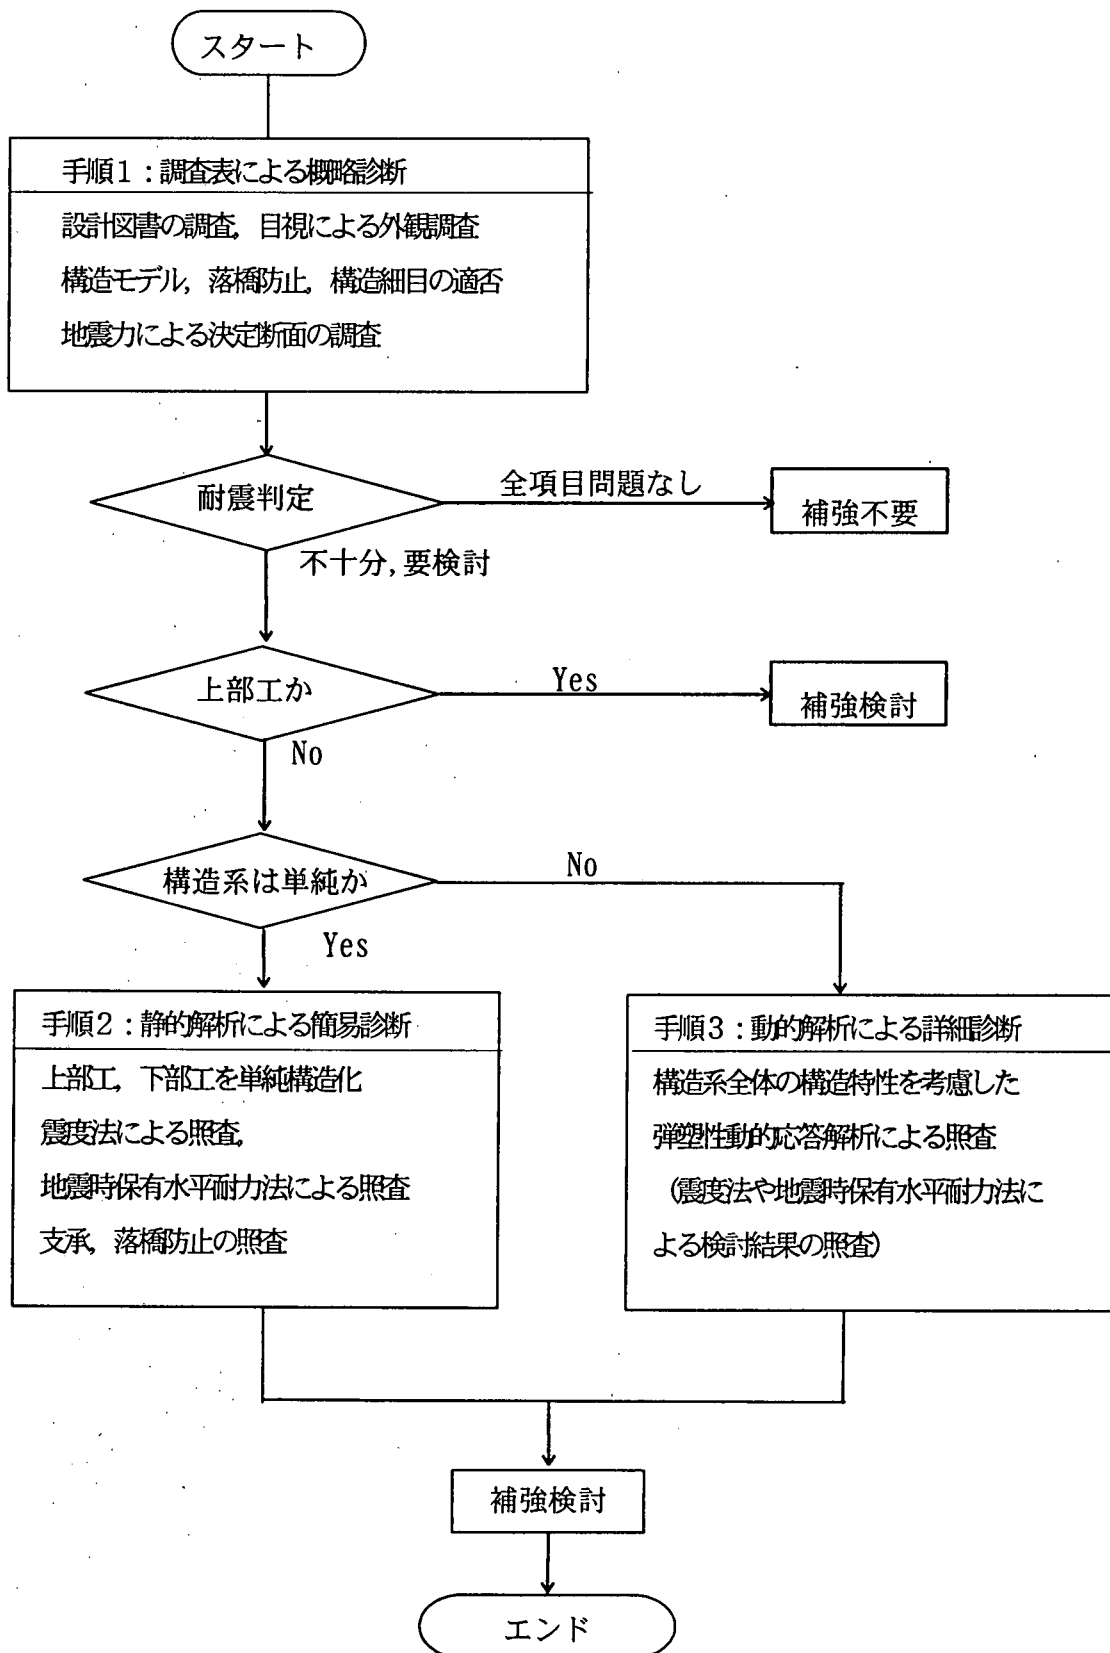 スタート
手順1：調査表による概略診断
設計図書の調査，目視による外観調査
構造モデル，落橋防止，構造細目の適否
地震力による決定断面の調査
耐震判定
全項目問題なし
補強不要
不十分，要検討
上部工か
Yes
補強検討
No
構造系は単純か
No
Yes
手順2：静的解析による簡易診断
上部工，下部工を単純構造化
震度法による照査，
地震時保有水平耐力法による照査
支承，落橋防止の照査
手順3：動的解析による詳細診断
構造系全体の構造特性を考慮した
弾塑性動的応答解析による照査
（震度法や地震時保有水平耐力法に
よる検討結果の照査）
補強検討
エンド